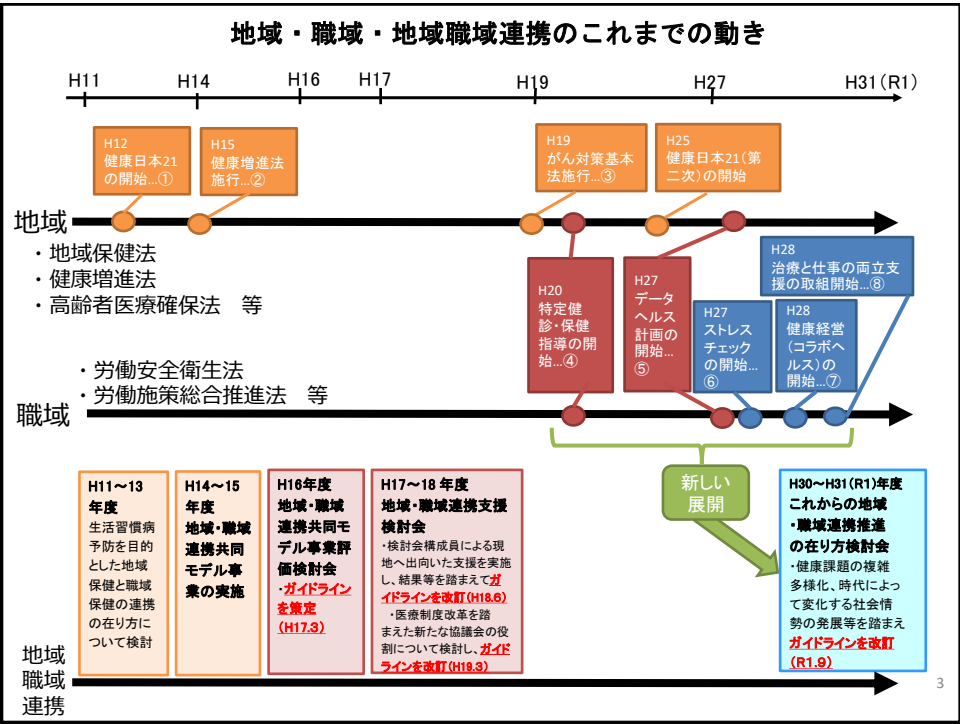 地域・職域・地域職域連携のこれまでの動き
H11
H14
H16
H17
H19
H27
H31(R1)
H12
健康日本21
の開始…①
H15
健康増進法
施行…②
H19
がん対策基本
法施行…③
H25
健康日本21(第
二次)の開始
地域
・地域保健法
・健康増進法
・高齢者医療確保法　等
H20
特定健
診・保健
指導の開
始…④
H27
データ
ヘルス
計画の
開始…
⑤
H28
治療と仕事の両立支
援の取組開始…⑧
H27
ストレス
チェック
の開始…
⑥
H28
健康経営
(コラボヘ
ルス)の
開始…⑦
・労働安全衛生法
・労働施策総合推進法　等
職域
新しい
展開
H11～13
年度
生活習慣病
予防を目的
とした地域
保健と職域
保健の連携
の在り方に
ついて検討
H14～15
年度
地域・職域
連携共同
モデル事
業の実施
H16年度
地域・職域
連携共同モ
デル事業評
価検討会
・ガイドライン
を策定
(H17.3)
H17～18 年度
地域・職域連携支援
検討会
・検討会構成員による現
地へ出向いた支援を実施
し、結果等を踏まえてガ
イドラインを改訂(H18.6)
・医療制度改革を踏
まえた新たな協議会の役
割について検討し、ガイド
ラインを改訂(H19.3)
H30～H31(R1)年度
これからの地域
・職域連携推進
の在り方検討会
・健康課題の複雑
多様化、時代によっ
て変化する社会情
勢の発展等を踏まえ
ガイドラインを改訂
(R1.9)
地域
職域
連携
3